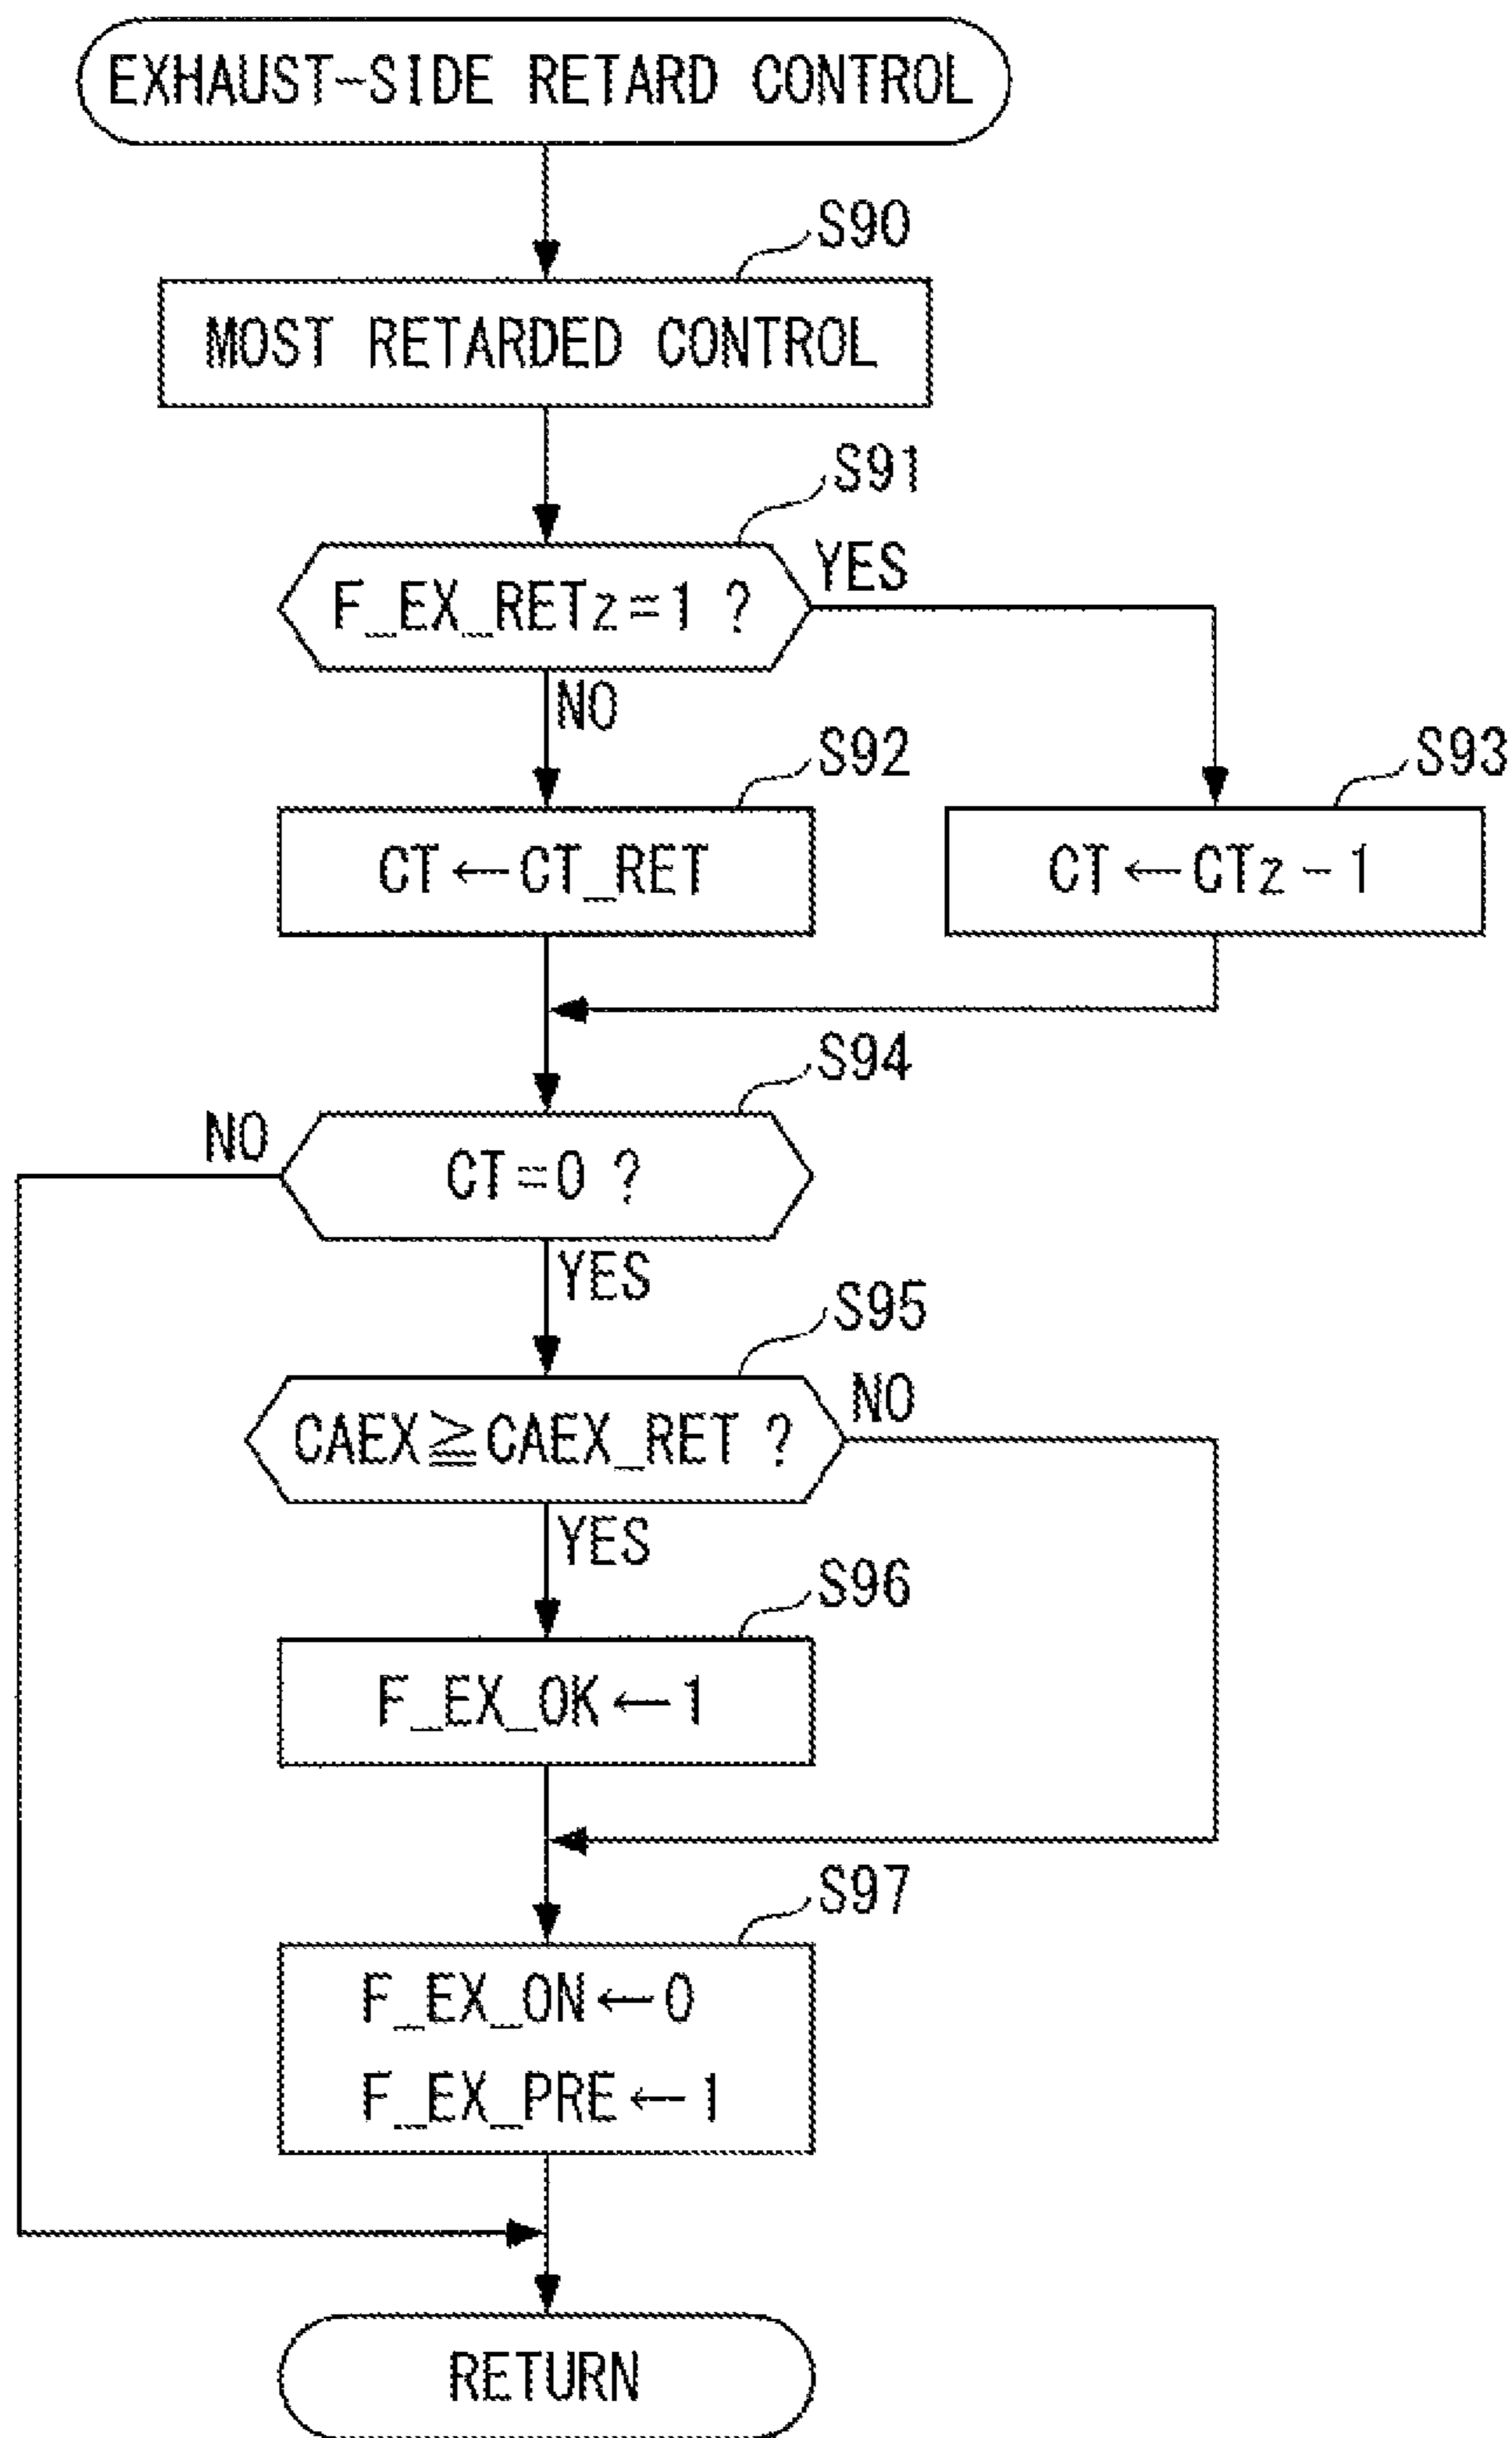 EXHAUST-SIDE RETARD CONTROL
S90
MOST RETARDED CONTROL
S91
F_EX_RETz=1 ?
YES
NO
S92
S93
CT←CT_RET
CT←CTz-1
S94
NO
CT=0 ?
YES
S95
CAEX≧CAEX_RET ?
NO
YES
S96
F_EX_OK←1
S97
F_EX_ON←0
F_EX_PRE←1
RETURN